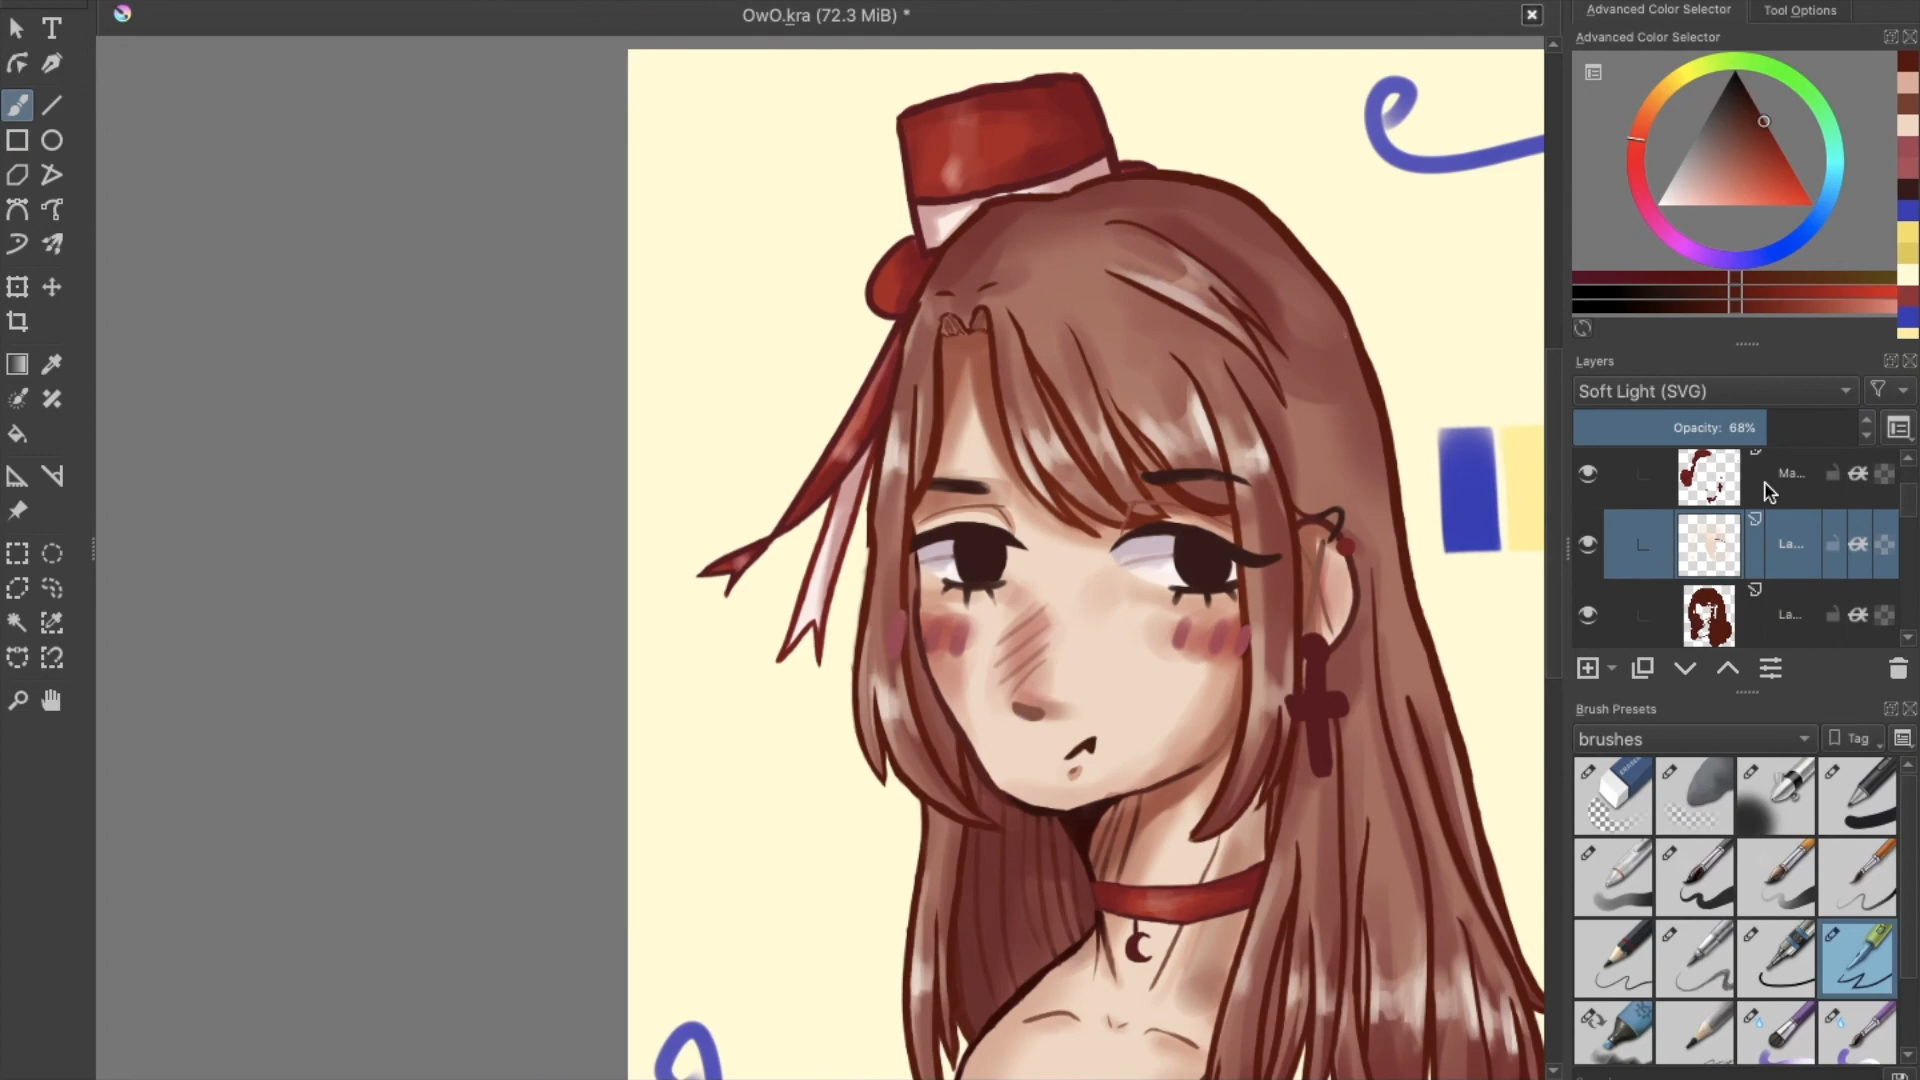 OwO.kra (72.3 MiB) *
Advanced Color Selector
Tool Options
Advanced Color Selector
Layers
Soft Light (SVG)
Opacity: 68%
Ma...
La...
La...
Brush Presets
brushes
Tag